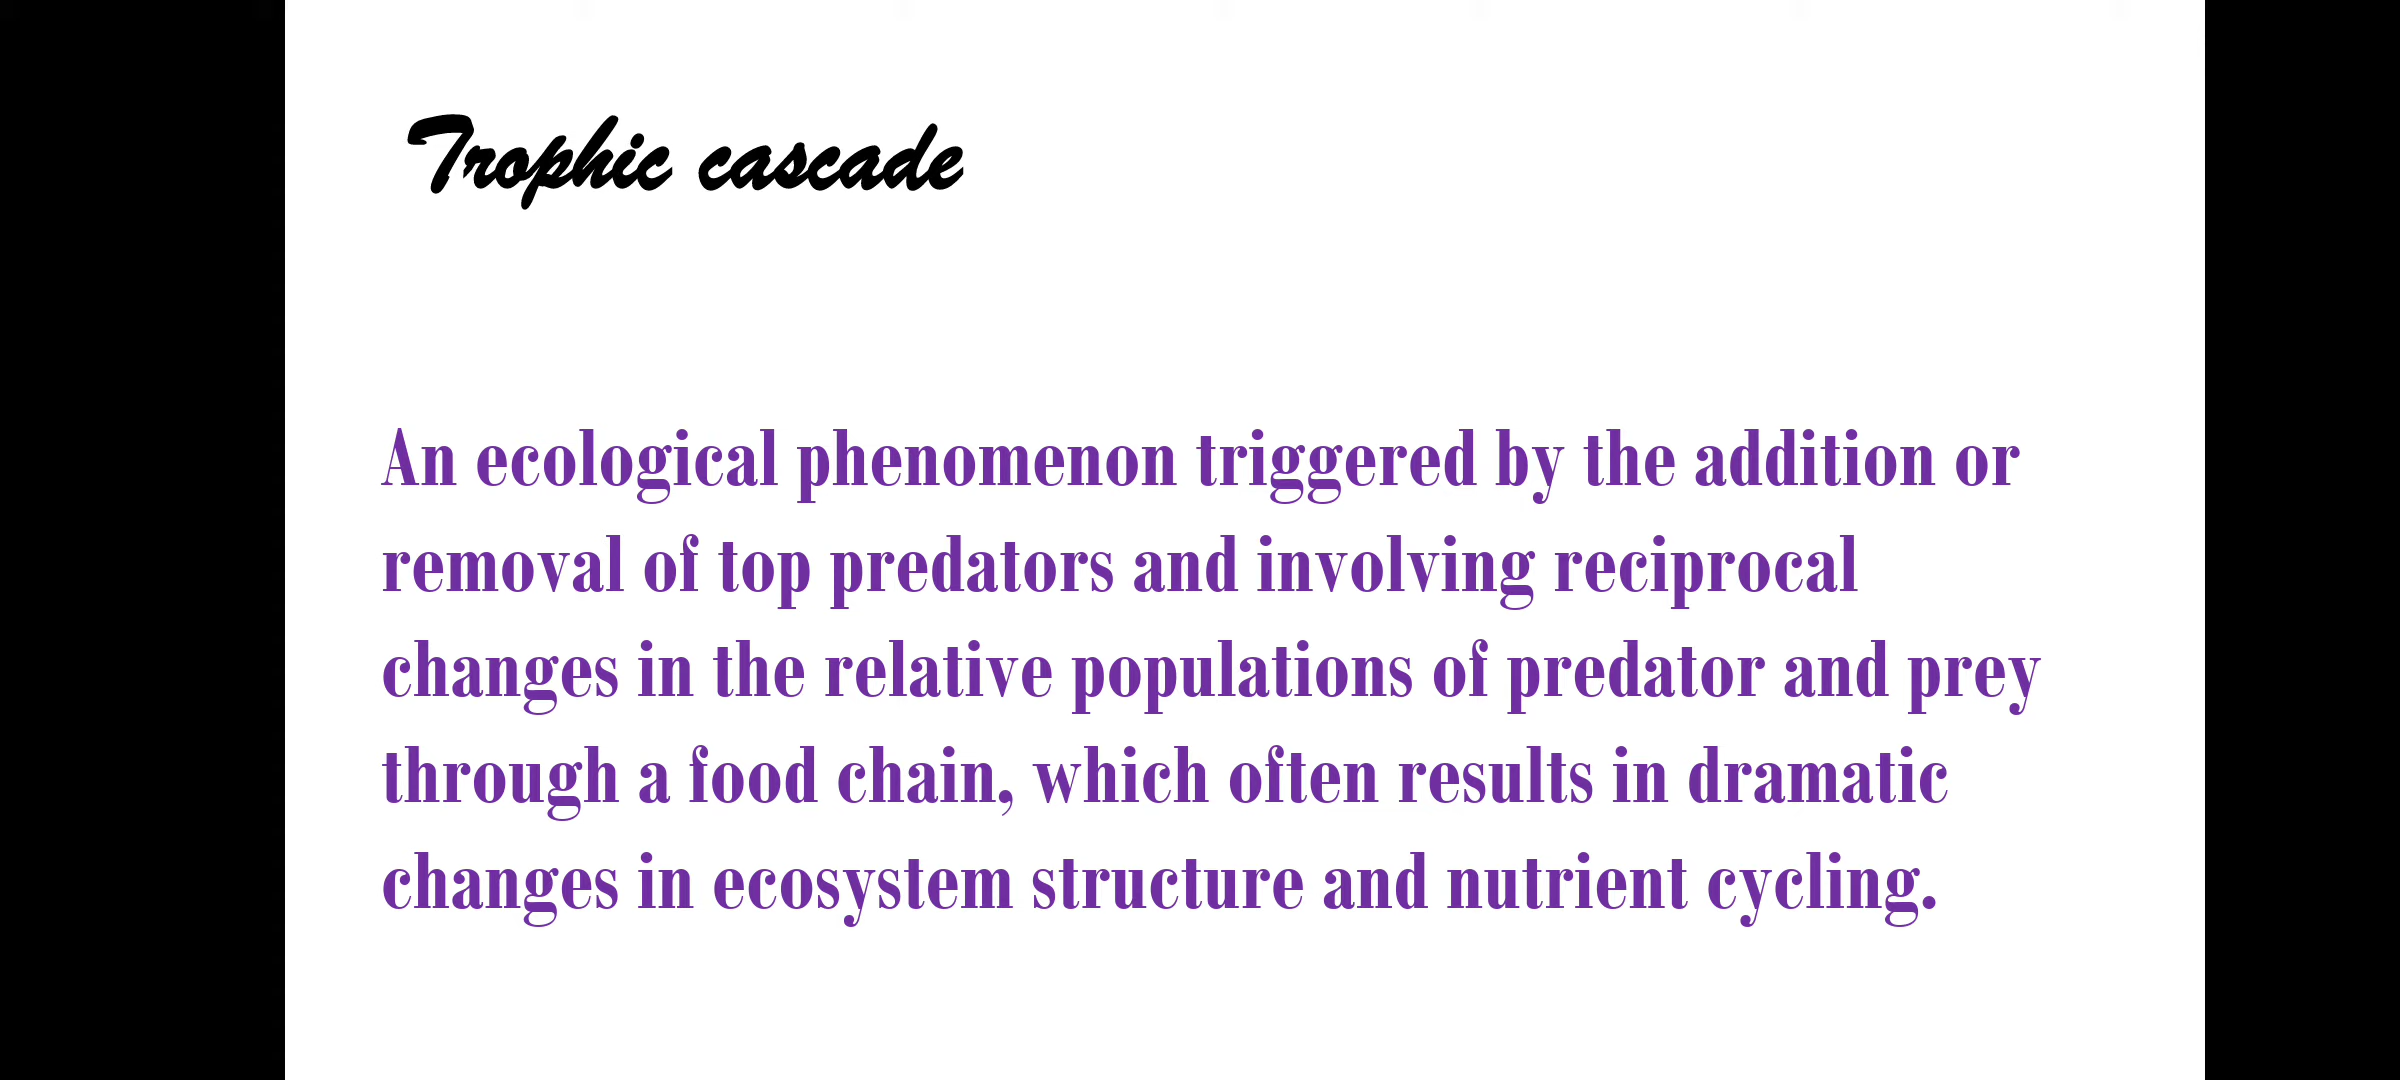 Trophic cascade
An ecological phenomenon triggered by the addition or
removal of top predators and involving reciprocal
changes in the relative populations of predator and prey
through a food chain, which often results in dramatic
changes in ecosystem structure and nutrient cycling.